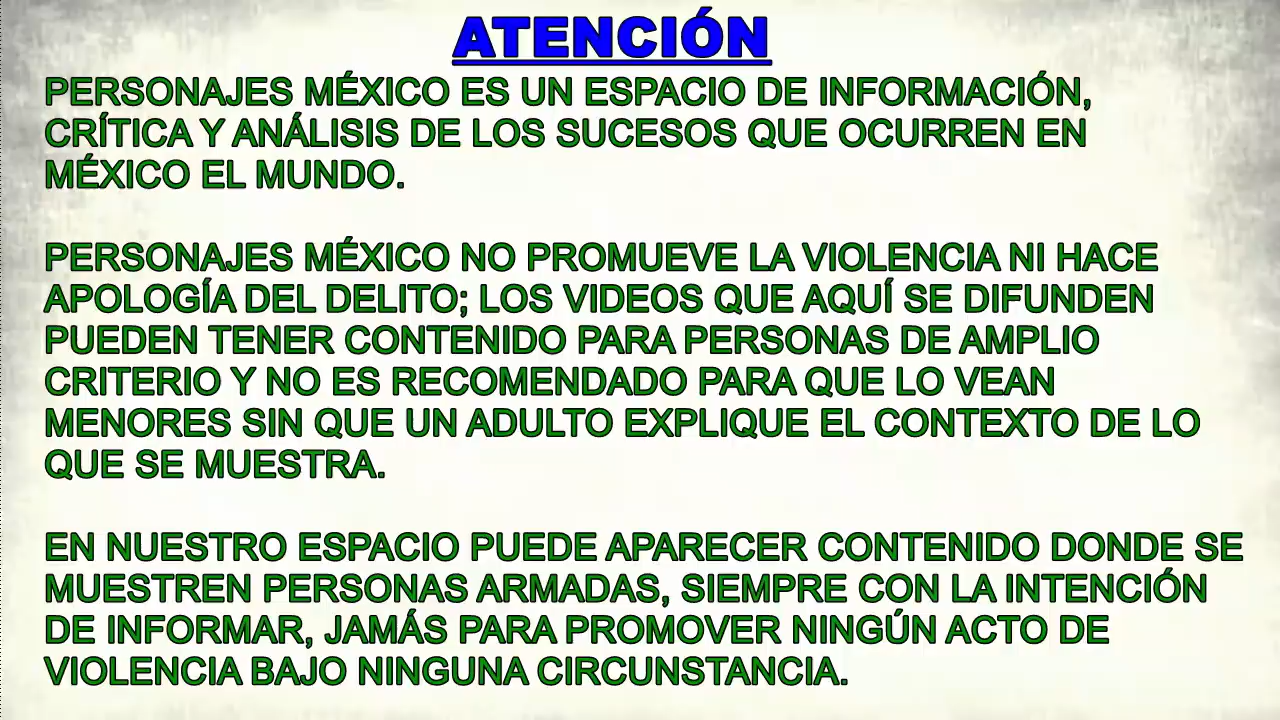 ATENCIÓN
PERSONAJES MÉXICO ES UN ESPACIO DE INFORMACIÓN,
CRÍTICA Y ANÁLISIS DE LOS SUCESOS QUE OCURREN EN
MÉXICO EL MUNDO.
PERSONAJES MÉXICO NO PROMUEVE LA VIOLENCIA NI HACE
APOLOGÍA DEL DELITO; LOS VIDEOS QUE AQUÍ SE DIFUNDEN
PUEDEN TENER CONTENIDO PARA PERSONAS DE AMPLIO
CRITERIO Y NO ES RECOMENDADO PARA QUE LO VEAN
MENORES SIN QUE UN ADULTO EXPLIQUE EL CONTEXTO DE LO
QUE SE MUESTRA.
EN NUESTRO ESPACIO PUEDE APARECER CONTENIDO DONDE SE
MUESTREN PERSONAS ARMADAS, SIEMPRE CON LA INTENCIÓN
DE INFORMAR, JAMÁS PARA PROMOVER NINGÚN ACTO DE
VIOLENCIA BAJO NINGUNA CIRCUNSTANCIA.